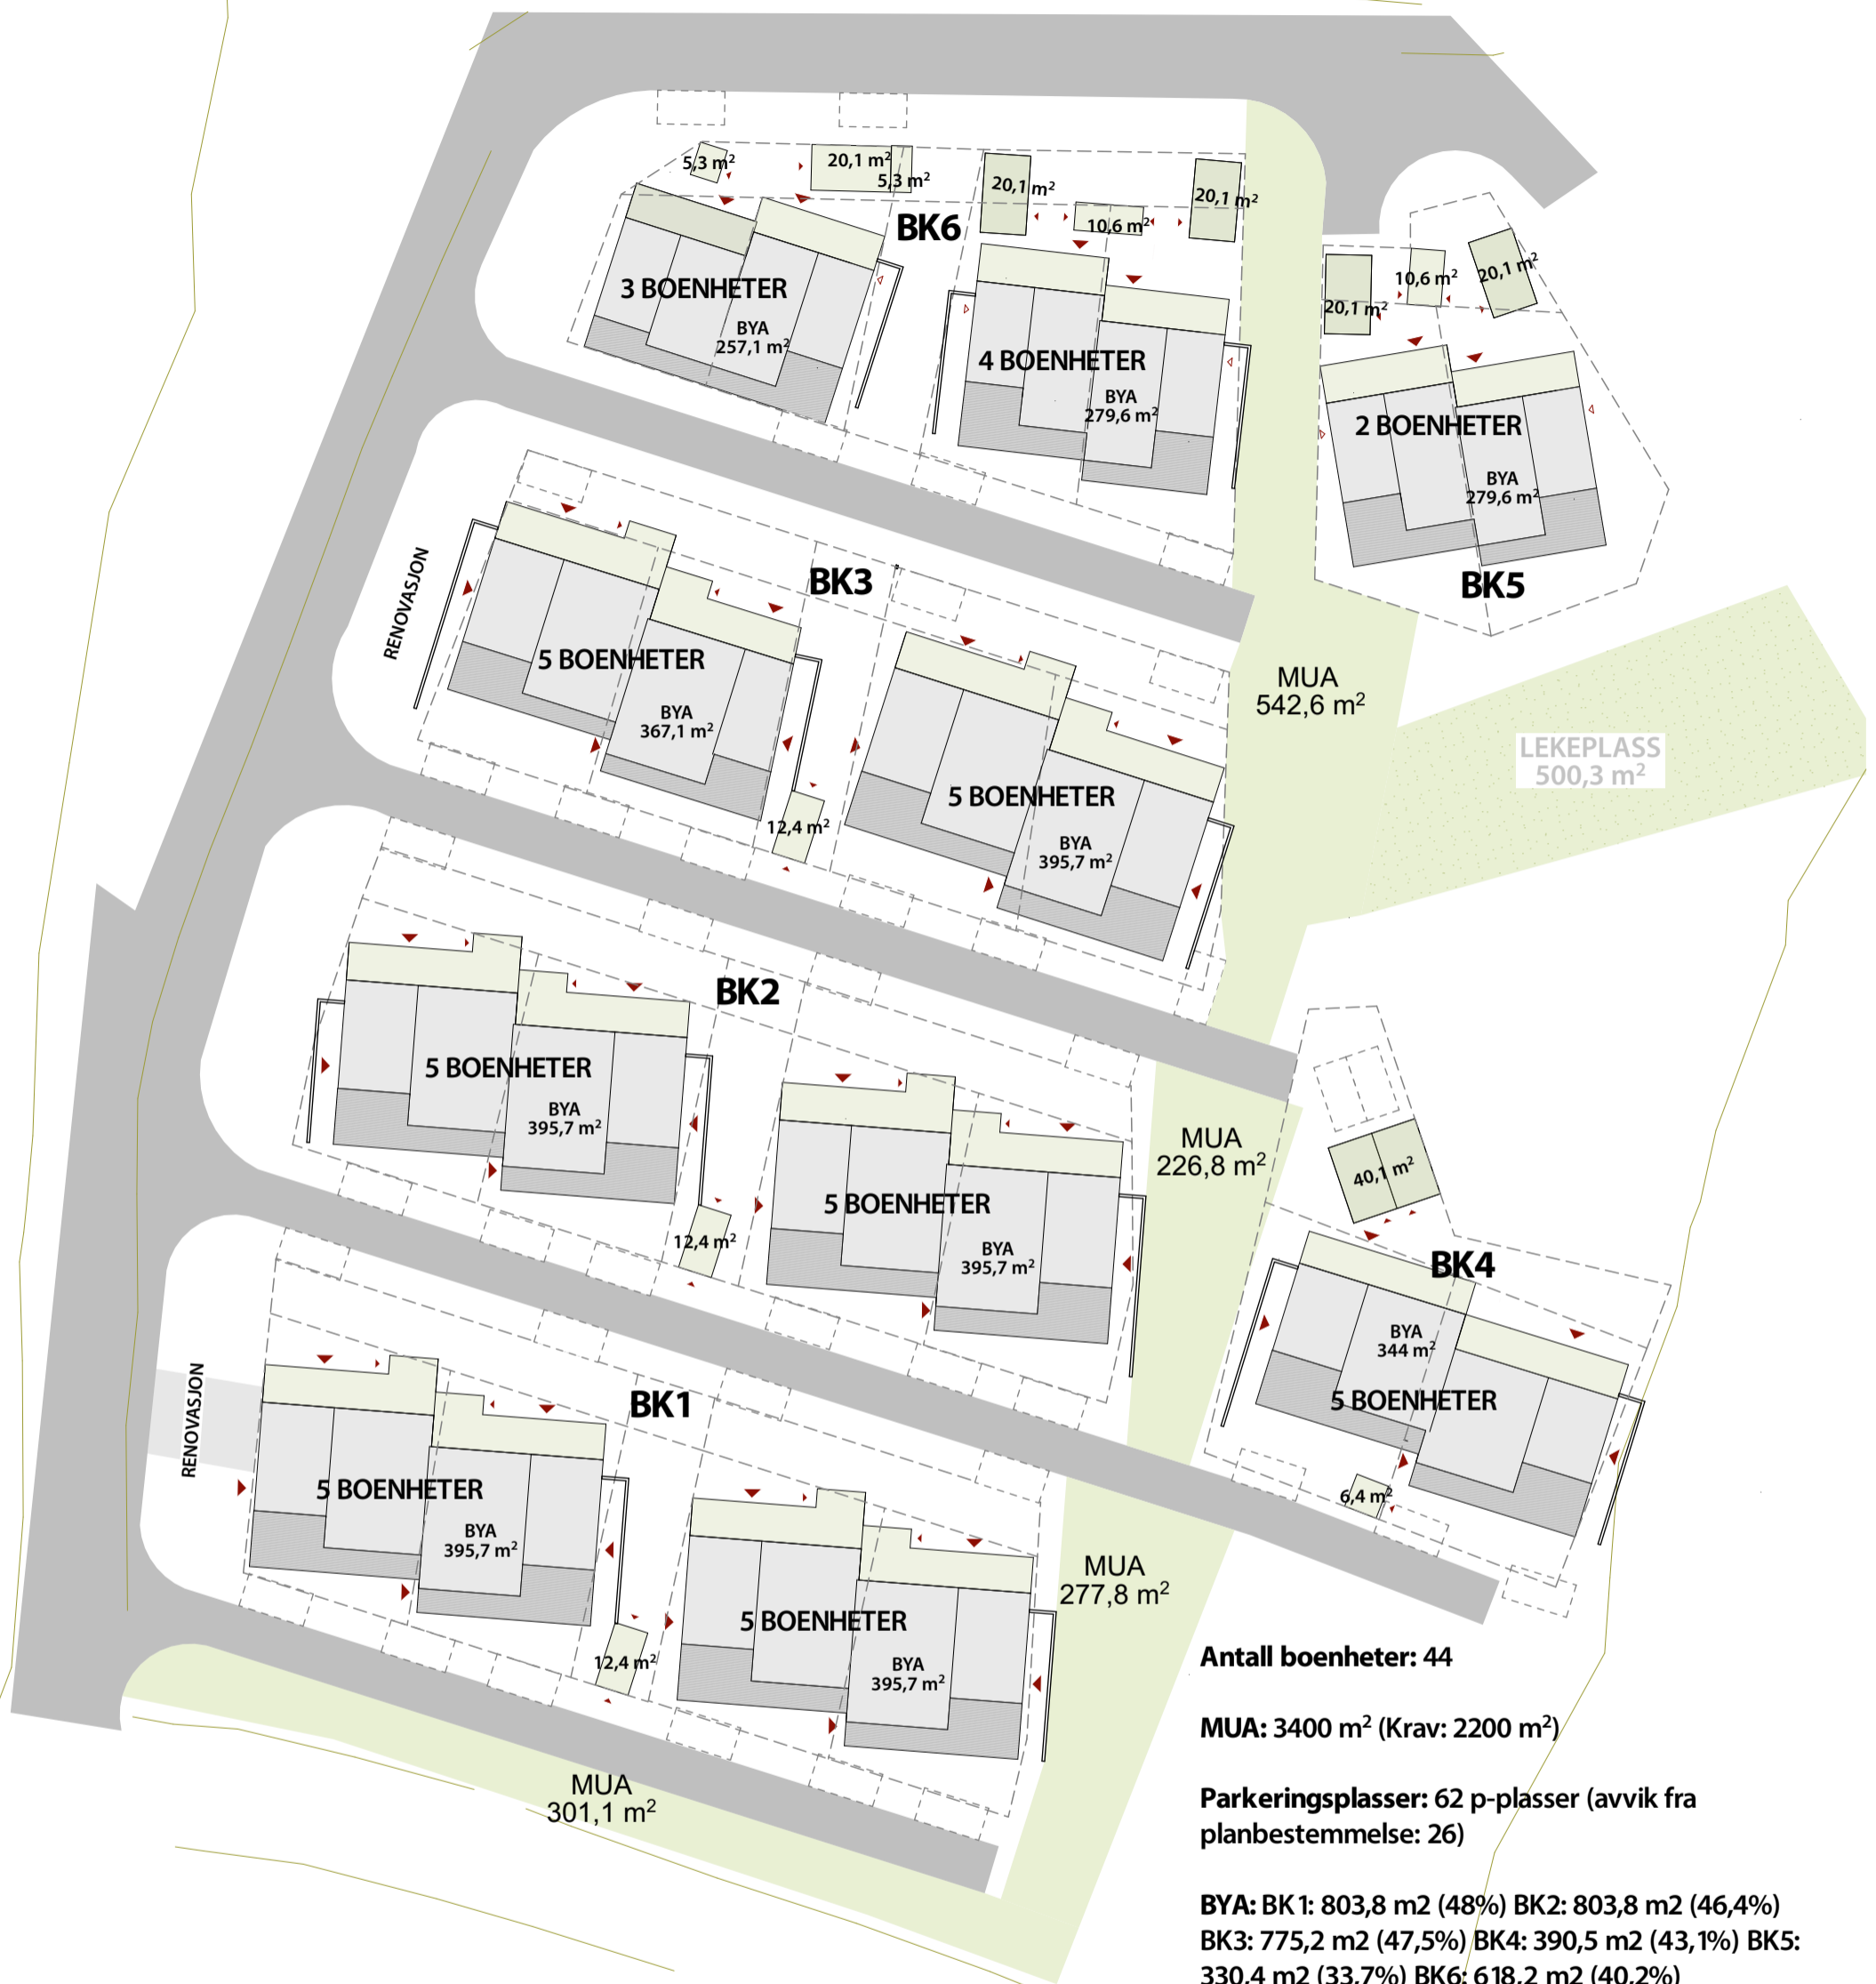 5,3 m²
20,1 m²
5,3 m²
20,1 m²
10,6 m²
20,1 m²
BK6
3 BOENHETER
BYA
257,1 m²
4 BOENHETER
BYA
279,6 m²
20,1 m²
10,6 m²
20,1 m²
2 BOENHETER
BYA
279,6 m²
BK5
RENOVASJON
BK3
5 BOENHETER
BYA
367,1 m²
12,4 m²
5 BOENHETER
BYA
395,7 m²
MUA
542,6 m²
LEKEPLASS
500,3 m²
BK2
5 BOENHETER
BYA
395,7 m²
12,4 m²
5 BOENHETER
BYA
395,7 m²
MUA
226,8 m²
40,1 m²
BK4
BYA
344 m²
5 BOENHETER
6,4 m²
RENOVASJON
BK1
5 BOENHETER
BYA
395,7 m²
12,4 m²
5 BOENHETER
BYA
395,7 m²
MUA
277,8 m²
MUA
301,1 m²
Antall boenheter: 44
MUA: 3400 m² (Krav: 2200 m²)
Parkeringsplasser: 62 p-plasser (avvik fra
planbestemmelse: 26)
BYA: BK1: 803,8 m2 (48%) BK2: 803,8 m2 (46,4%)
BK3: 775,2 m2 (47,5%) BK4: 390,5 m2 (43,1%) BK5:
330,4 m2 (33,7%) BK6: 618,2 m2 (40,2%)